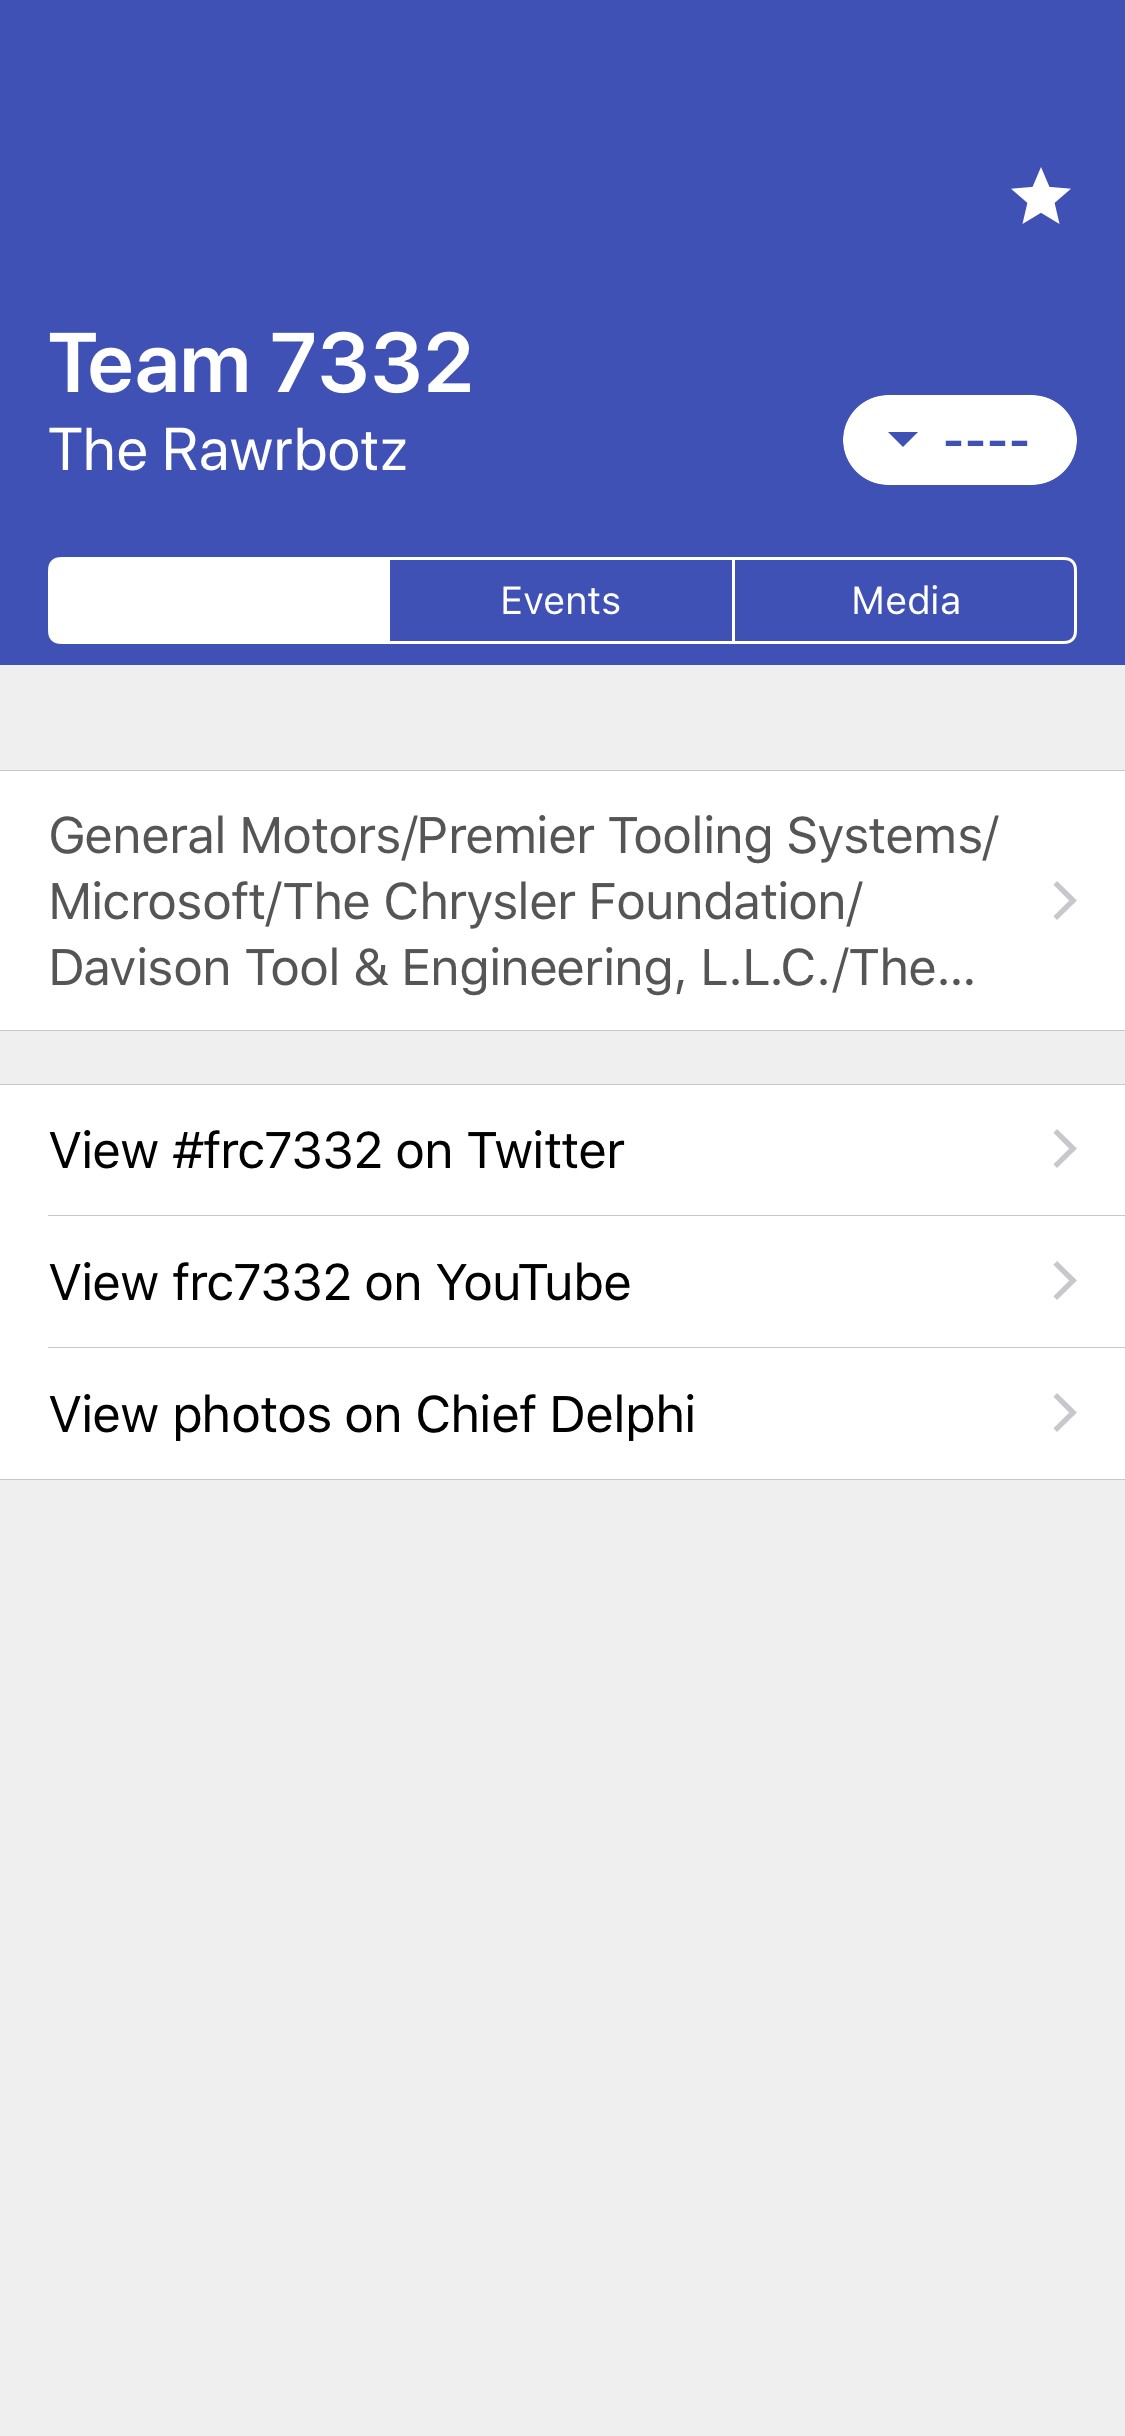 Team 7332
The Rawrbotz
----
Events
Media
General Motors/Premier Tooling Systems/
Microsoft/The Chrysler Foundation/
Davison Tool & Engineering, L.L.C./The...
View #frc7332 on Twitter
View frc7332 on YouTube
View photos on Chief Delphi